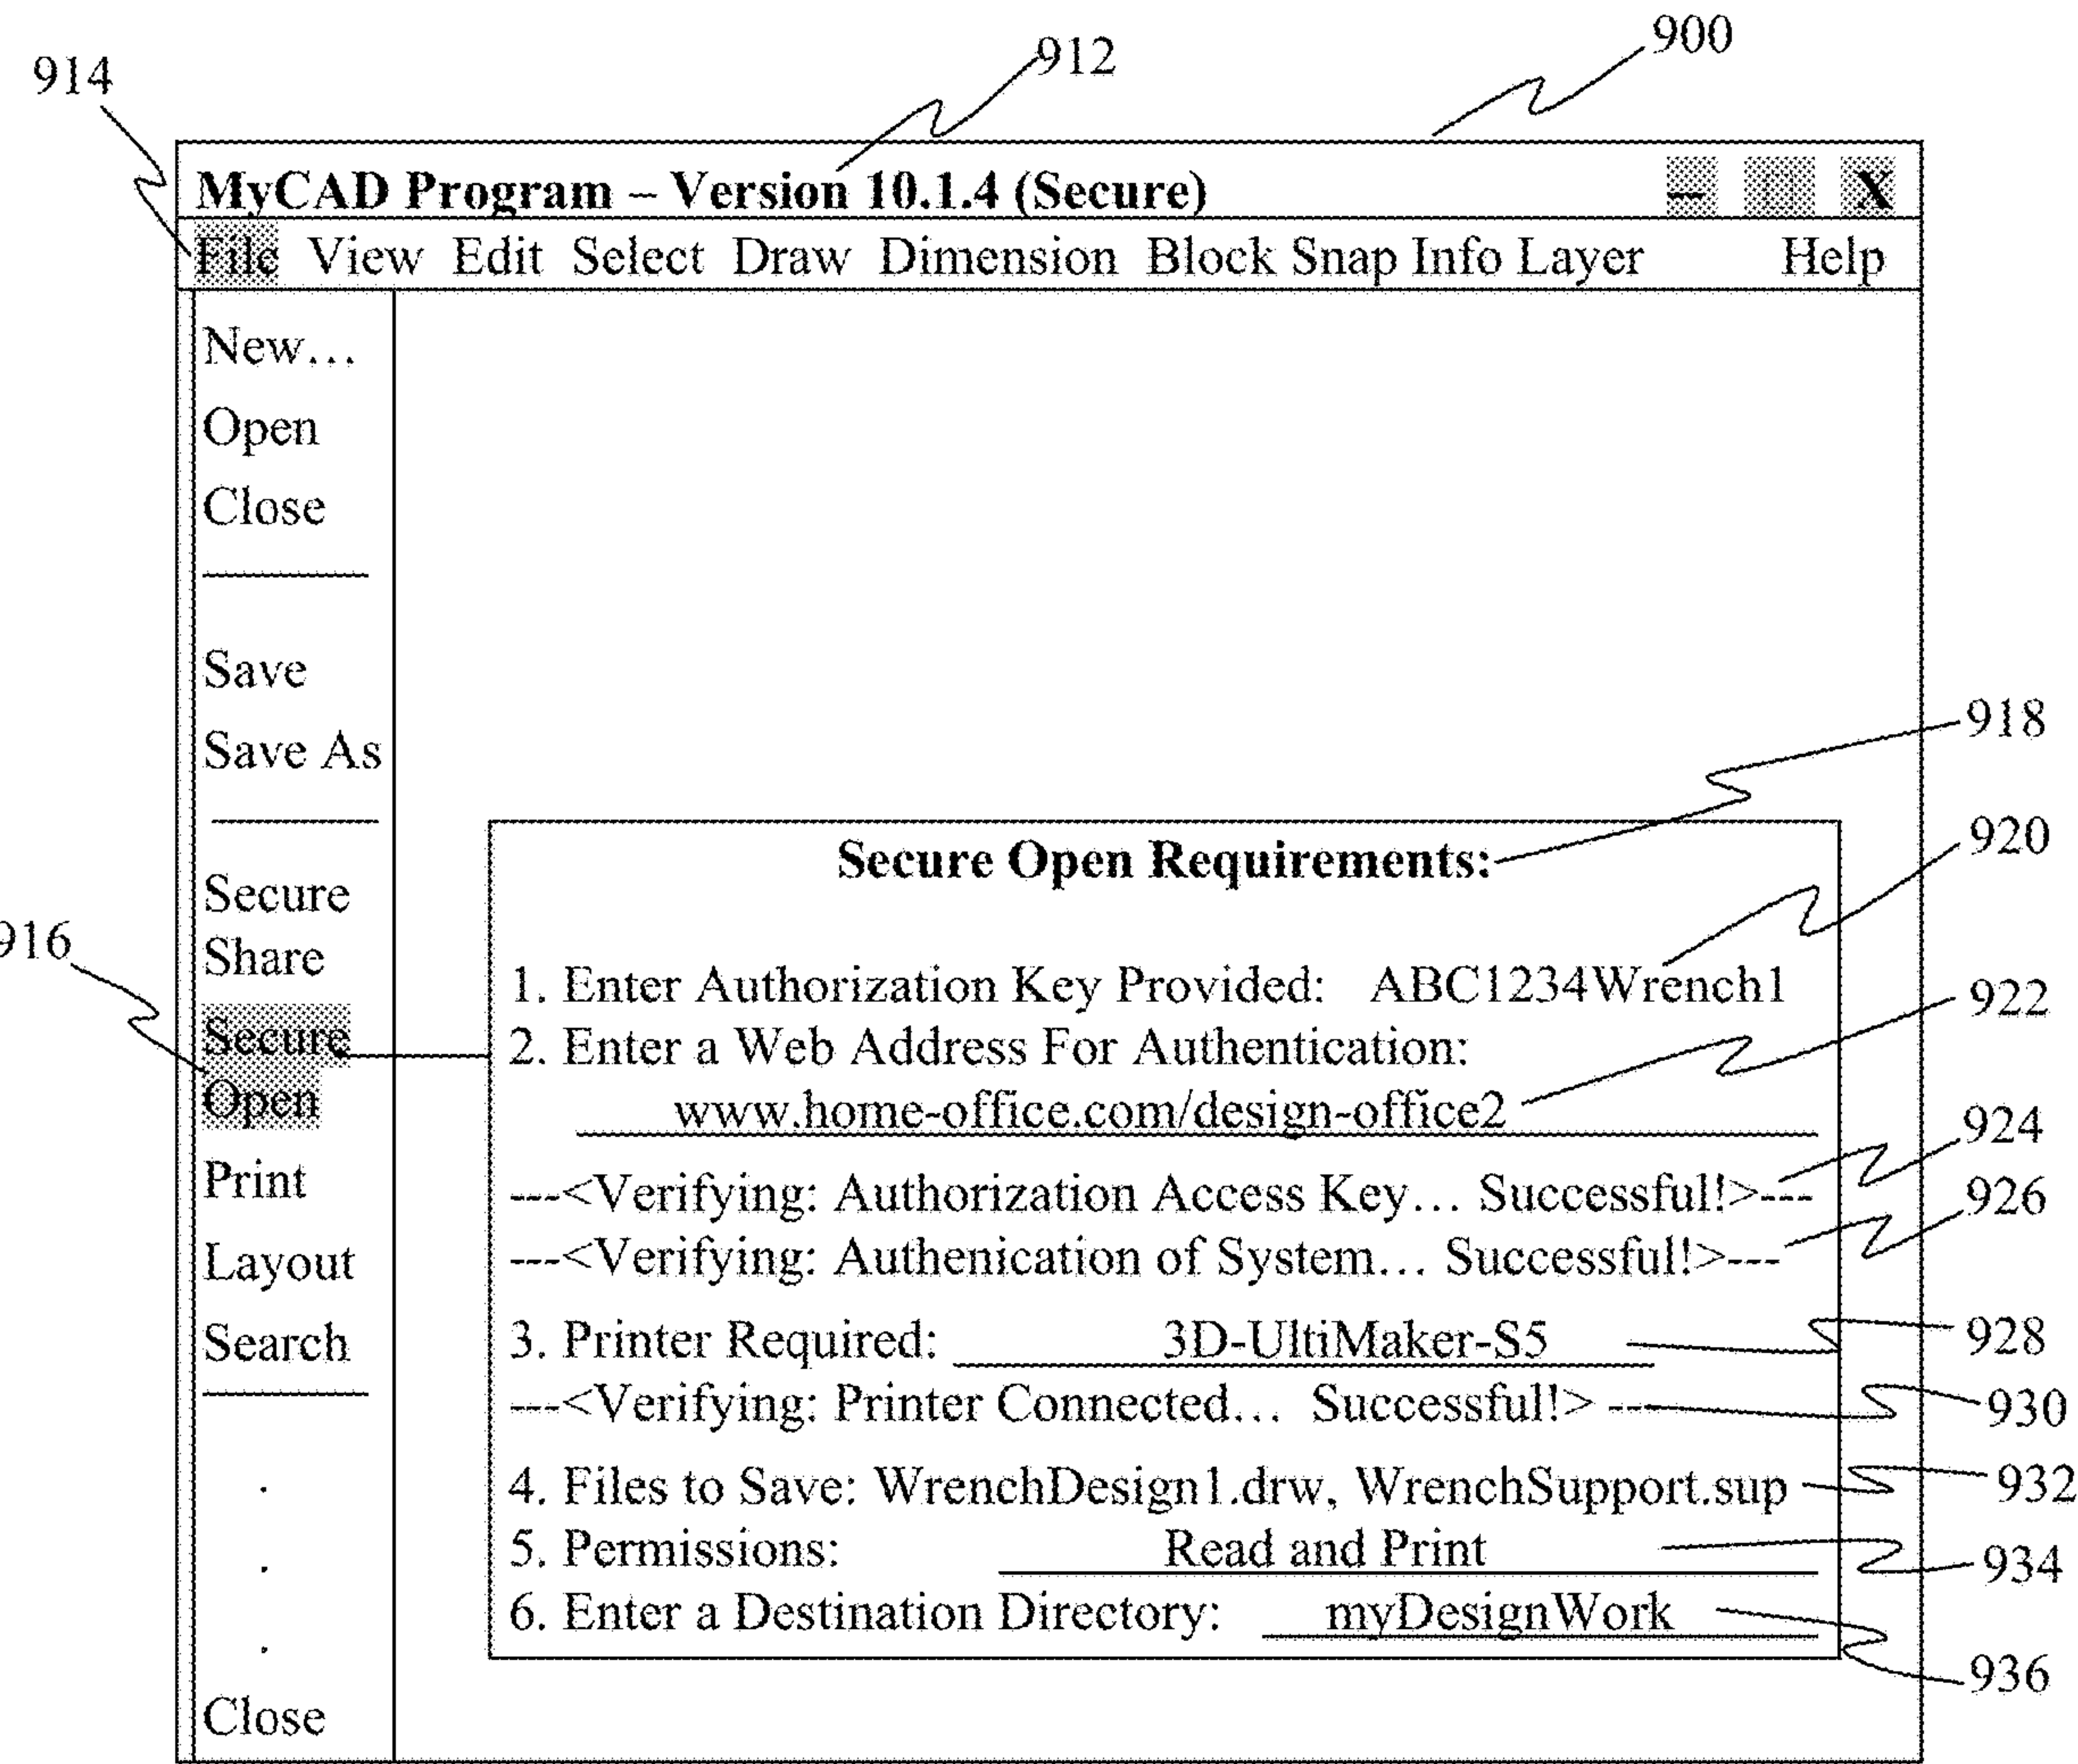 914
912
900
MyCAD Program – Version 10.1.4 (Secure)
– □ X
File View Edit Select Draw Dimension Block Snap Info Layer Help
New...
Open
Close
Save
Save As
Secure
Share
916
Secure
Open
Print
Layout
Search
.
.
.
Close
918
Secure Open Requirements:
920
1. Enter Authorization Key Provided: ABC1234Wrench1
922
2. Enter a Web Address For Authentication:
www.home-office.com/design-office2
924
---<Verifying: Authorization Access Key... Successful!>---
926
---<Verifying: Authenication of System... Successful!>---
3. Printer Required: 3D-UltiMaker-S5
928
---<Verifying: Printer Connected... Successful!> ---
930
4. Files to Save: WrenchDesign1.drw, WrenchSupport.sup
932
5. Permissions: Read and Print
934
6. Enter a Destination Directory: myDesignWork
936